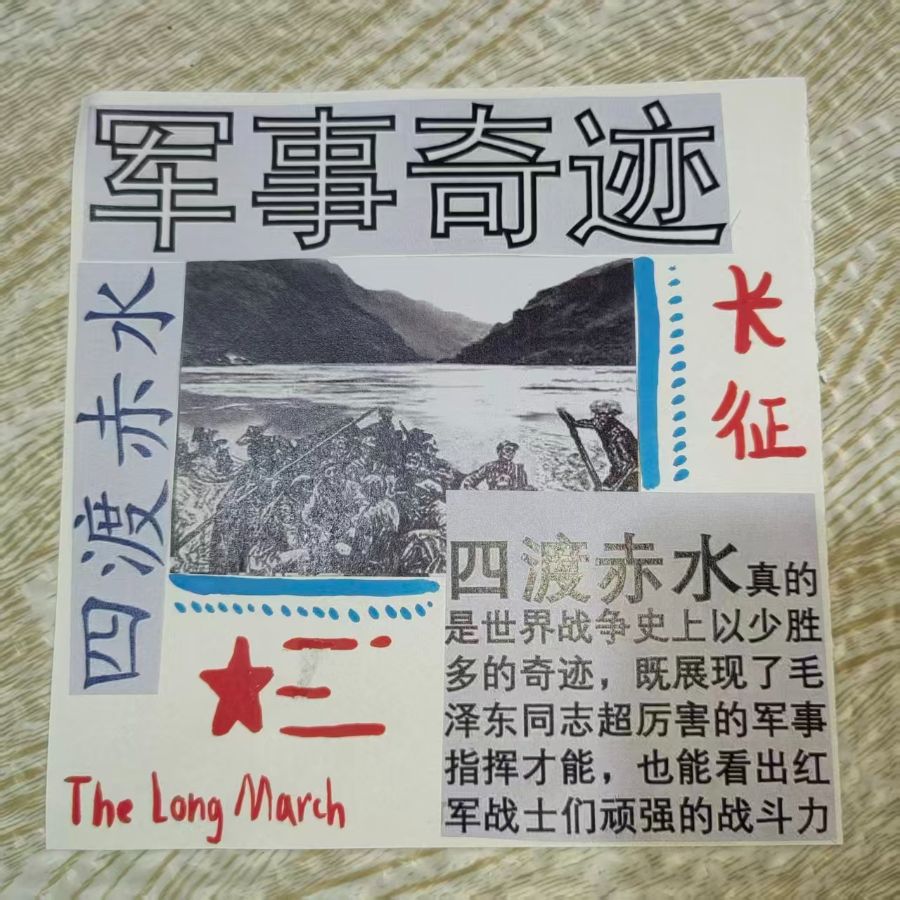 军事奇迹
四渡赤水
长征
四渡赤水真的
是世界战争史上以少胜
多的奇迹，既展现了毛
泽东同志超厉害的军事
指挥才能，也能看出红
军战士们顽强的战斗力
The Long March